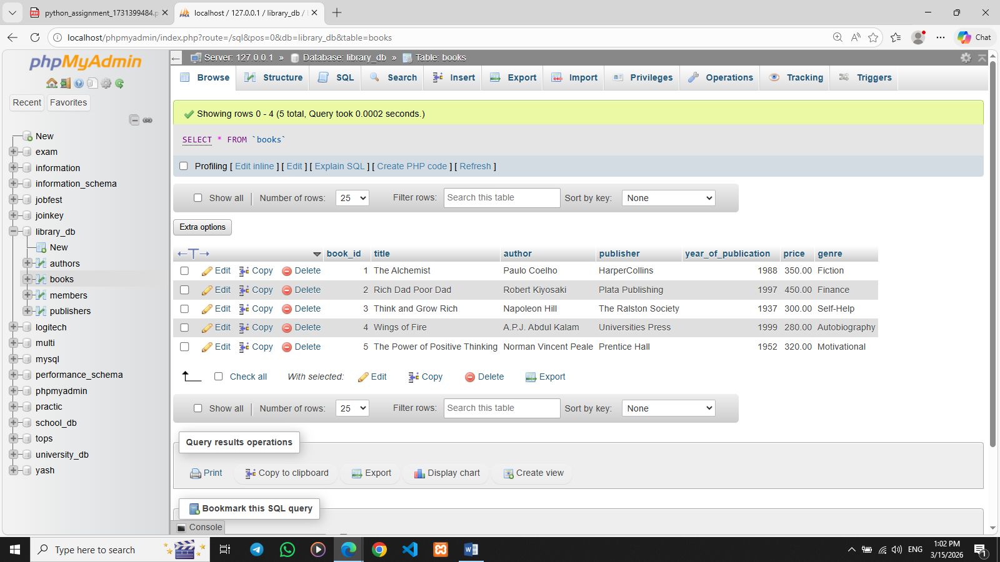 python_assignment_1731399484.p
localhost / 127.0.0.1 / library_db /
localhost/phpmyadmin/index.php?route=/sql&pos=0&db=library_db&table=books
Chat
phpMyAdmin
Recent Favorites
New
exam
information
information_schema
jobfest
joinkey
library_db
New
authors
books
members
publishers
logitech
multi
mysql
performance_schema
phpmyadmin
practic
school_db
tops
university_db
yash
Server: 127.0.0.1 » Database: library_db » Table: books
Browse Structure SQL Search Insert Export Import Privileges Operations Tracking Triggers
Showing rows 0 - 4 (5 total, Query took 0.0002 seconds.)
SELECT * FROM `books`
Profiling [ Edit inline ] [ Edit ] [ Explain SQL ] [ Create PHP code ] [ Refresh ]
Show all | Number of rows: 25 Filter rows: Search this table Sort by key: None
Extra options
←T→ book_id title author publisher year_of_publication price genre
Edit Copy Delete 1 The Alchemist Paulo Coelho HarperCollins 1988 350.00 Fiction
Edit Copy Delete 2 Rich Dad Poor Dad Robert Kiyosaki Plata Publishing 1997 450.00 Finance
Edit Copy Delete 3 Think and Grow Rich Napoleon Hill The Ralston Society 1937 300.00 Self-Help
Edit Copy Delete 4 Wings of Fire A.P.J. Abdul Kalam Universities Press 1999 280.00 Autobiography
Edit Copy Delete 5 The Power of Positive Thinking Norman Vincent Peale Prentice Hall 1952 320.00 Motivational
Check all With selected: Edit Copy Delete Export
Show all | Number of rows: 25 Filter rows: Search this table Sort by key: None
Query results operations
Print Copy to clipboard Export Display chart Create view
Bookmark this SQL query
Console
Type here to search
ENG
1:02 PM
3/15/2026
1